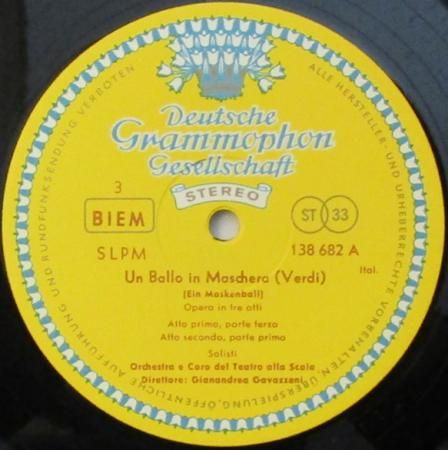 Deutsche
Grammophon
Gesellschaft
STEREO
3
BIEM
ST 33
SLPM
138 682 A
Un Ballo in Maschera (Verdi)
Ital.
(Ein Maskenball)
Opera in tre atti
Atto primo, parte terza
Atto secondo, parte prima
Solisti
Orchestra e Coro del Teatro alla Scala
Direttore: Gianandrea Gavazzeni
ALLE HERSTELLER- UND URHEBERRECHTE VORBEHALTEN. ÜBERSPIELUNG, ÖFFENTLICHE AUFFÜHRUNG UND RUNDFUNKSENDUNG VERBOTEN